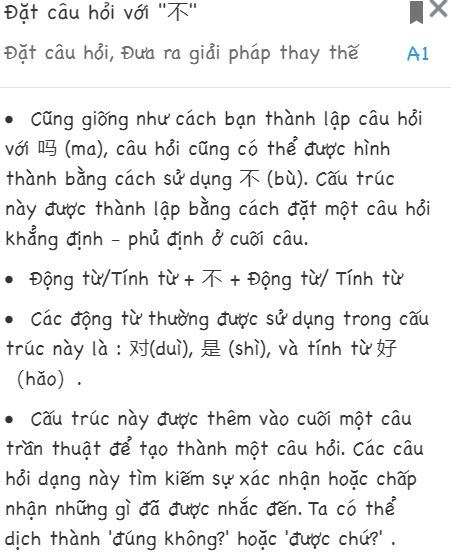 Đặt câu hỏi với "不"
Đặt câu hỏi, Đưa ra giải pháp thay thế A1
• Cũng giống như cách bạn thành lập câu hỏi
với 吗 (ma), câu hỏi cũng có thể được hình
thành bằng cách sử dụng 不 (bù). Cấu trúc
này được thành lập bằng cách đặt một câu hỏi
khẳng định - phủ định ở cuối câu.
• Động từ/Tính từ + 不 + Động từ/ Tính từ
• Các động từ thường được sử dụng trong cấu
trúc này là : 对(duì), 是 (shì), và tính từ 好
（hǎo）.
• Cấu trúc này được thêm vào cuối một câu
trần thuật để tạo thành một câu hỏi. Các câu
hỏi dạng này tìm kiếm sự xác nhận hoặc chấp
nhận những gì đã được nhắc đến. Ta có thể
dịch thành 'đúng không?' hoặc 'được chứ?' .